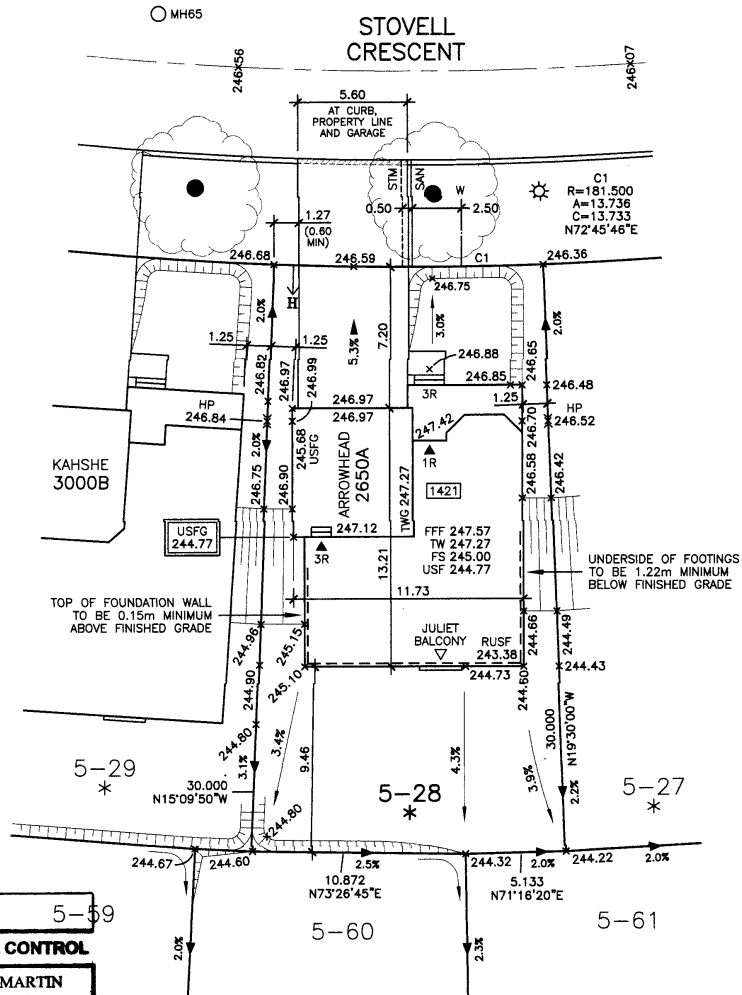 MH65
STOVELL
CRESCENT
246x56
246x07
5.60
AT CURB,
PROPERTY LINE
AND GARAGE
STM
SAN
W
0.50
2.50
C1
R=181.500
A=13.736
C=13.733
N72°45'46"E
1.27
(0.60
MIN)
246.68
246.59
C1
246.36
246.75
H
2.0%
5.3%
7.20
3.0%
2.0%
1.25
1.25
246.82
246.97
246.99
246.88
246.65
246.85
3R
1.25
246.48
HP
246.84
246.97
246.97
247.42
246.70
HP
246.52
2.0%
245.68
USFG
1R
KAHSHE
3000B
246.75
246.90
ARROWHEAD
2650A
TWG 247.27
1421
246.58
246.42
USFG
244.77
247.12
3R
FFF 247.57
TW 247.27
FS 245.00
USF 244.77
13.21
UNDERSIDE OF FOOTINGS
TO BE 1.22m MINIMUM
BELOW FINISHED GRADE
11.73
TOP OF FOUNDATION WALL
TO BE 0.15m MINIMUM
ABOVE FINISHED GRADE
244.96
245.15
JULIET
BALCONY
RUSF
243.38
244.66
244.49
244.90
245.10
244.73
244.60
244.43
244.80
3.4%
9.46
4.3%
3.9%
30.000
N19°30'00"W
5-29
3.1%
30.000
N15°09'50"W
5-28
2.2%
5-27
244.80
244.67
244.60
2.5%
244.32
2.0%
244.22
2.0%
10.872
N73°26'45"E
5.133
N71°16'20"E
5-59
5-60
5-61
CONTROL
2.0%
2.3%
MARTIN